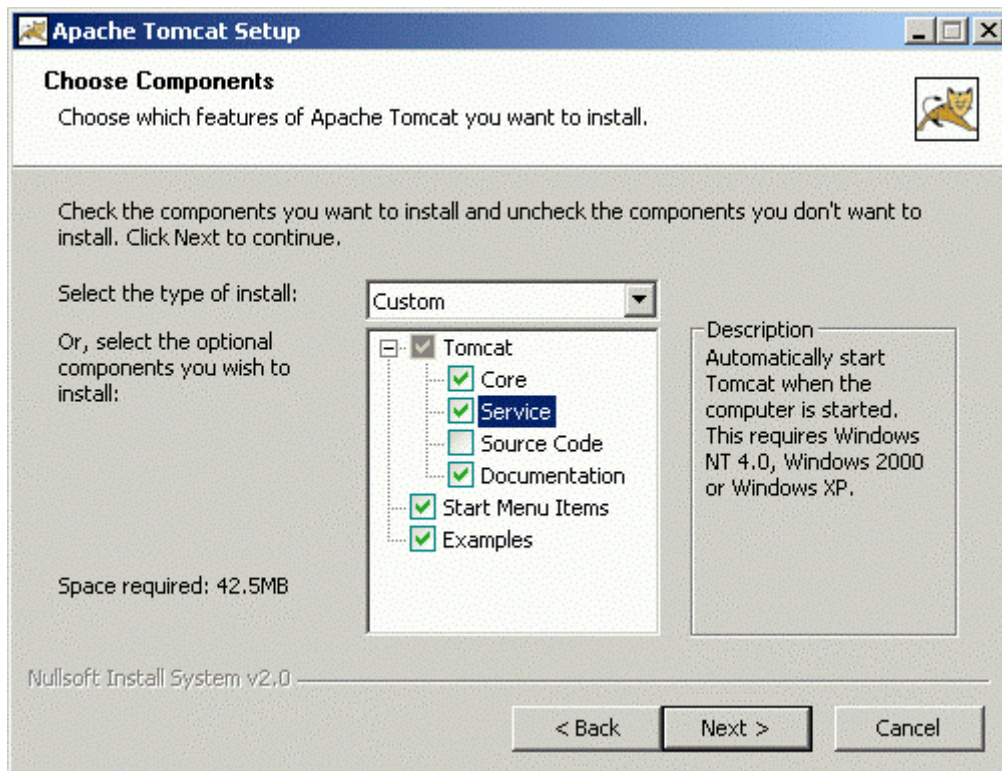 Apache Tomcat Setup
Choose Components
Choose which features of Apache Tomcat you want to install.
Check the components you want to install and uncheck the components you don't want to
install. Click Next to continue.
Select the type of install:
Custom
Or, select the optional
components you wish to
install:
Tomcat
Core
Service
Source Code
Documentation
Start Menu Items
Examples
Description
Automatically start
Tomcat when the
computer is started.
This requires Windows
NT 4.0, Windows 2000
or Windows XP.
Space required: 42.5MB
Nullsoft Install System v2.0
< Back
Next >
Cancel